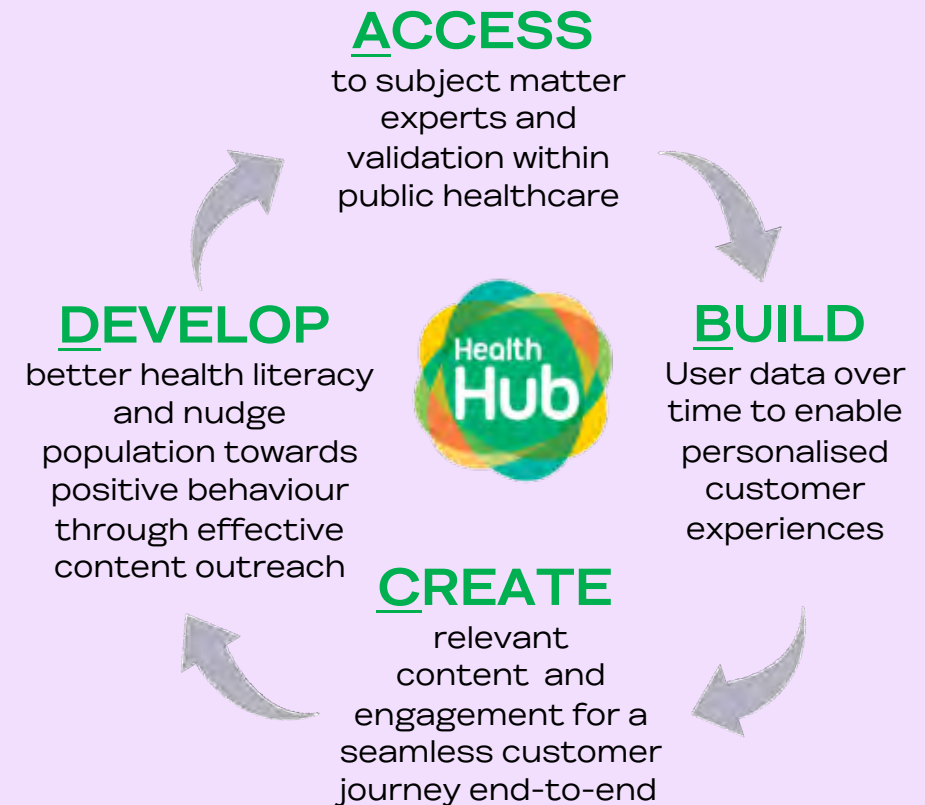 ACCESS
to subject matter
experts and
validation within
public healthcare
BUILD
User data over
time to enable
personalised
customer
experiences
CREATE
relevant
content and
engagement for a
seamless customer
journey end-to-end
DEVELOP
better health literacy
and nudge
population towards
positive behaviour
through effective
content outreach
Health
Hub